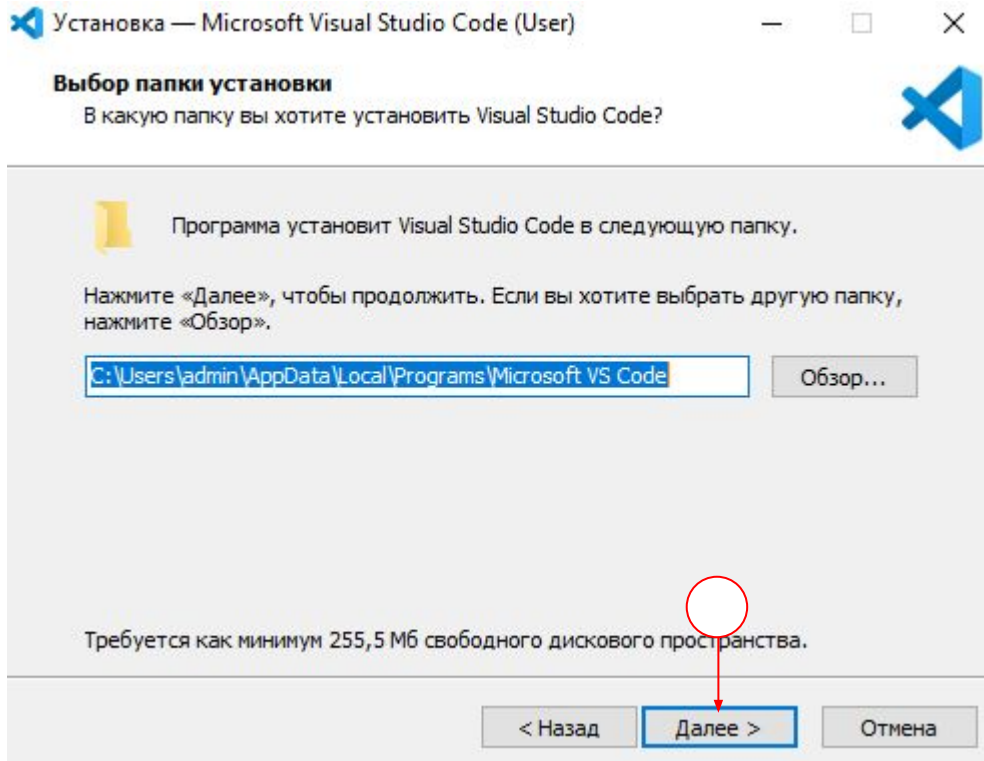 Установка — Microsoft Visual Studio Code (User)
Выбор папки установки
В какую папку вы хотите установить Visual Studio Code?
Программа установит Visual Studio Code в следующую папку.
Нажмите «Далее», чтобы продолжить. Если вы хотите выбрать другую папку,
нажмите «Обзор».
C:\Users\admin\AppData\Local\Programs\Microsoft VS Code
Обзор...
Требуется как минимум 255,5 Мб свободного дискового пространства.
< Назад
Далее >
Отмена